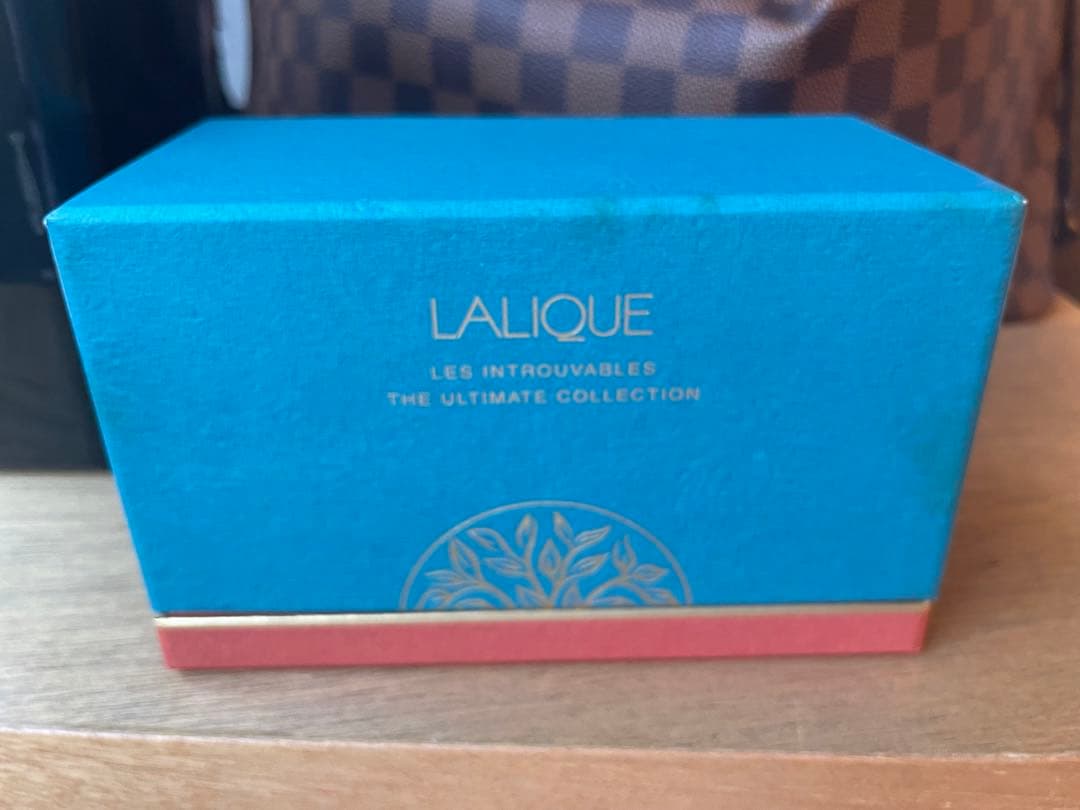 LALIQUE
LES INTROUVABLES
THE ULTIMATE COLLECTION